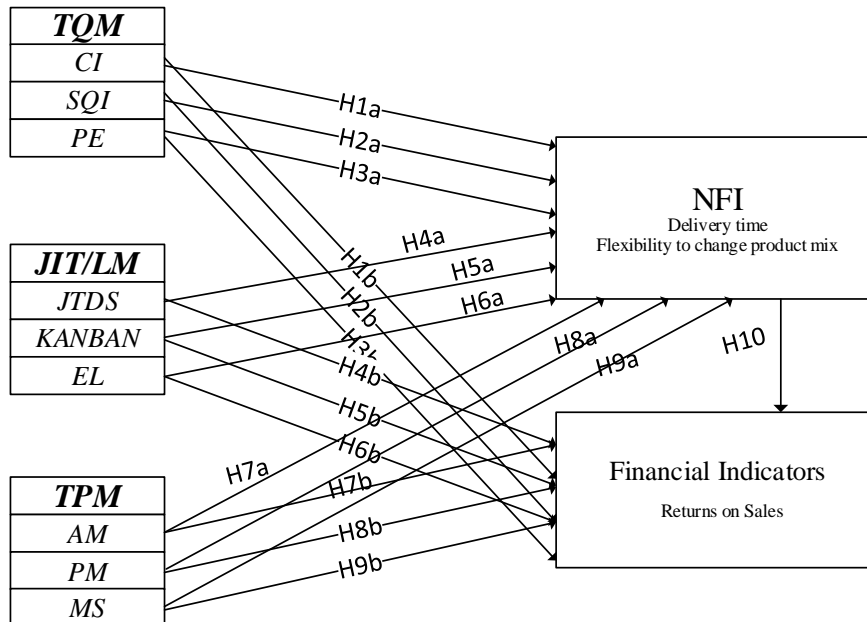 TQM
CI
SQI
PE
JIT/LM
JTDS
KANBAN
EL
TPM
AM
PM
MS
H1a
H2a
H3a
H4a
H5a
H6a
H1b
H2b
H3b
H4b
H5b
H6b
H7a
H8a
H9a
H7b
H8b
H9b
H10
NFI
Delivery time
Flexibility to change product mix
Financial Indicators
Returns on Sales